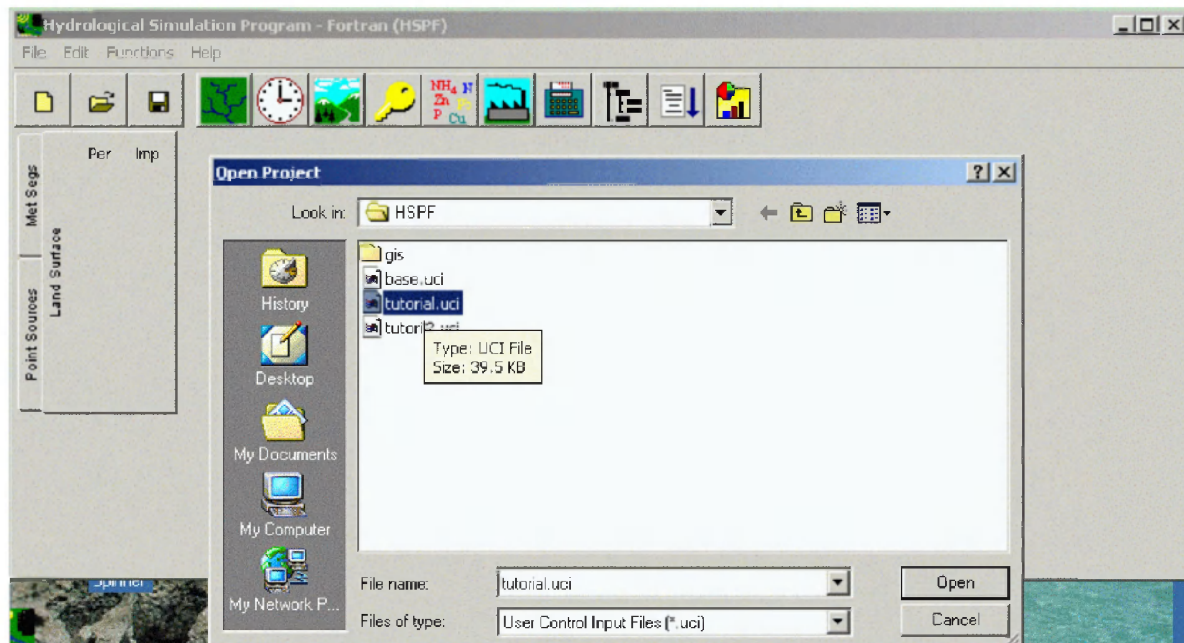 Hydrological Simulation Program - Fortran (HSPF)
File Edit Functions Help
NH4 N
Zn Fe
P Cu
Per Imp
Met Segs
Land Surface
Point Sources
Open Project
Look in: HSPF
gis
base.uci
tutorial.uci
Type: UCI File
Size: 39.5 KB
History
Desktop
My Documents
My Computer
My Network P...
File name: tutorial.uci Open
Files of type: User Control Input Files (*.uci) Cancel
Spinner